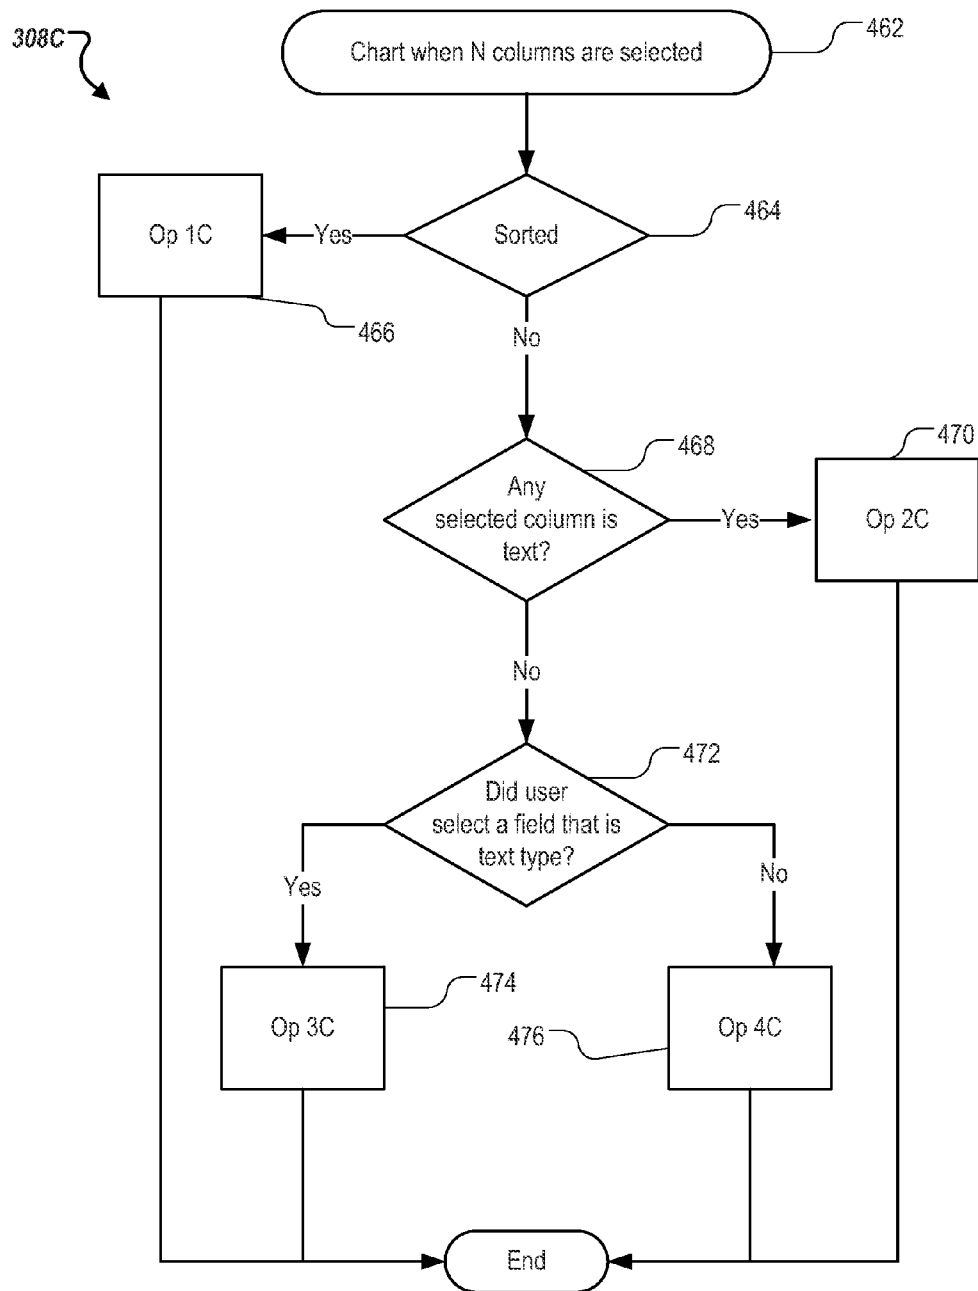 308C
Chart when N columns are selected
462
Sorted
464
Yes
Op 1C
466
No
Any
selected column is
text?
468
Yes
470
Op 2C
No
Did user
select a field that is
text type?
472
Yes
No
Op 3C
474
Op 4C
476
End